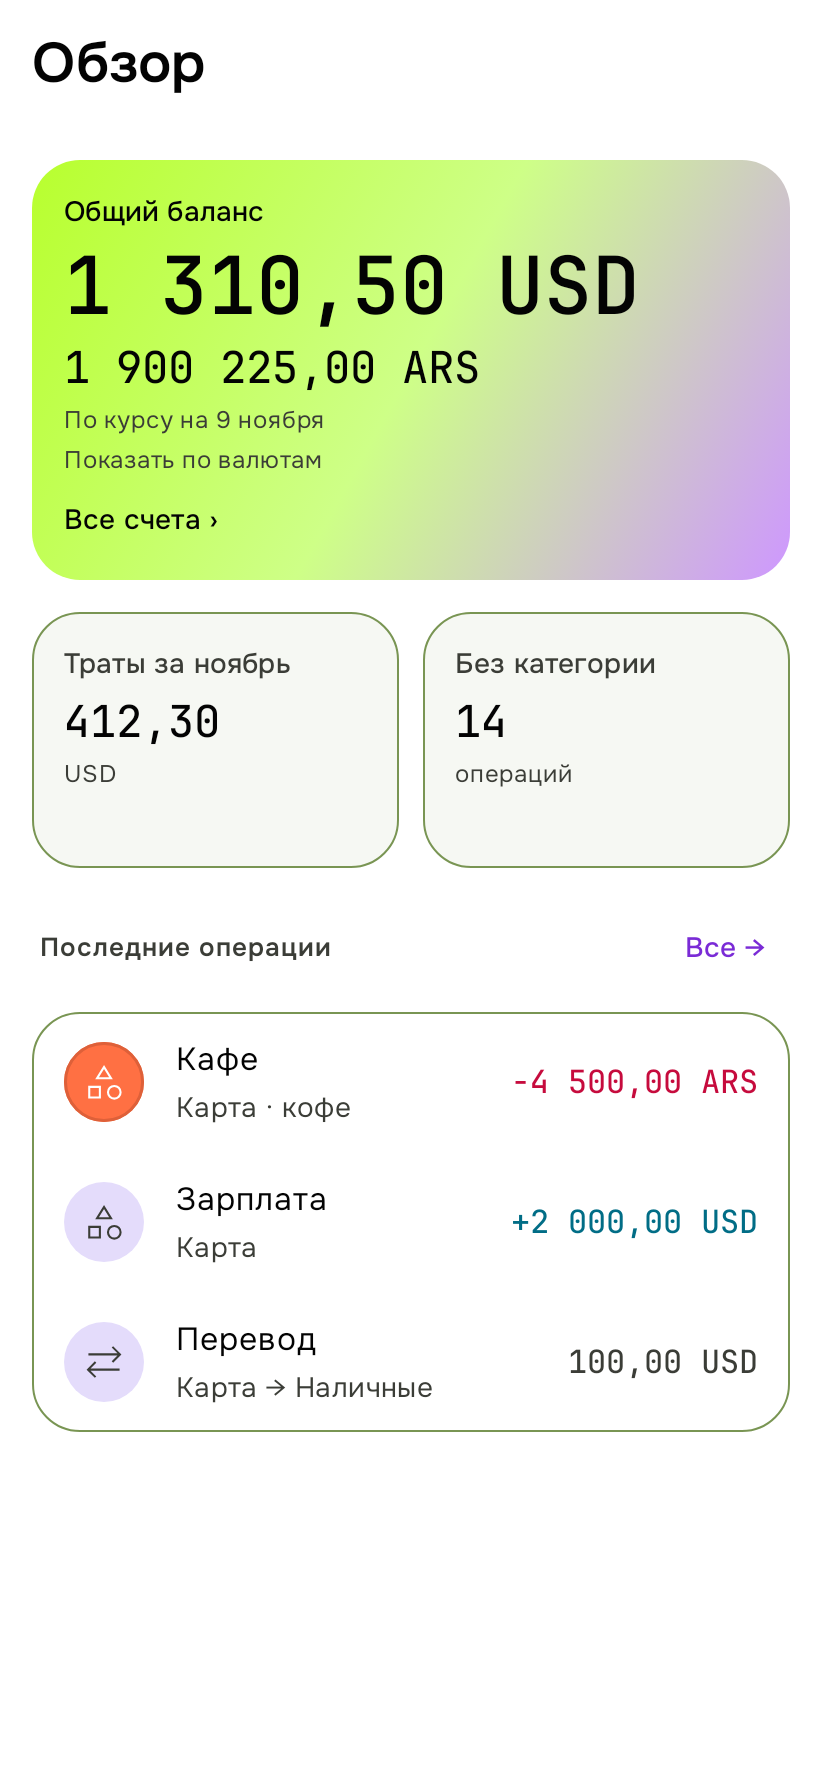 Обзор
Общий баланс
1 310,50 USD
1 900 225,00 ARS
По курсу на 9 ноября
Показать по валютам
Все счета ›
Траты за ноябрь
412,30
USD
Без категории
14
операций
Последние операции
Все →
Кафе
Карта · кофе
-4 500,00 ARS
Зарплата
Карта
+2 000,00 USD
Перевод
Карта → Наличные
100,00 USD